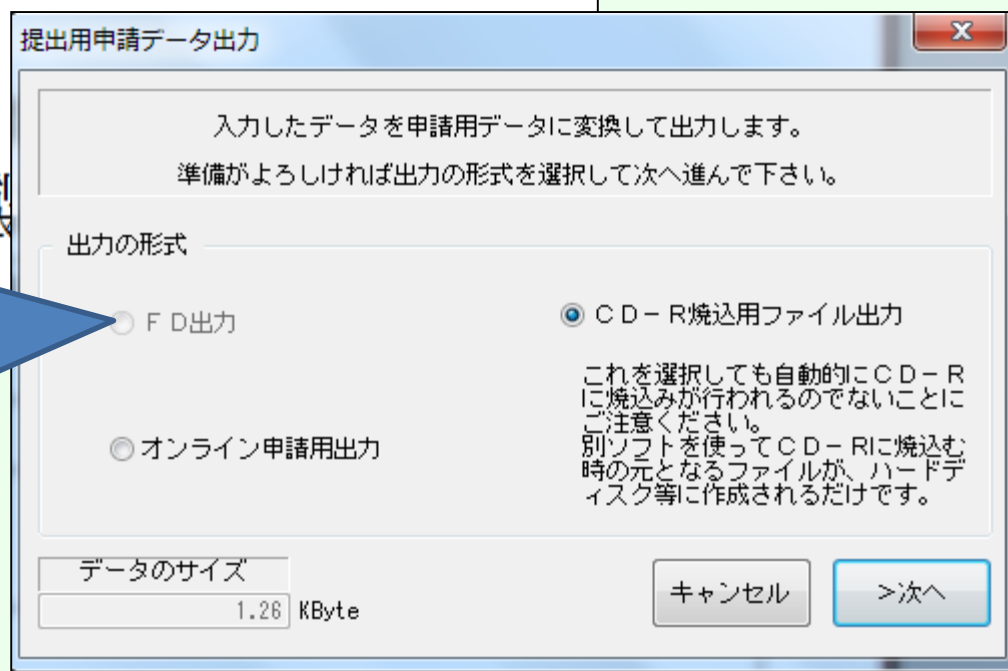 提出用申請データ出力
入力したデータを申請用データに変換して出力します。
準備がよろしければ出力の形式を選択して次へ進んで下さい。
出力の形式
ＦＤ出力
ＣＤ－Ｒ焼込用ファイル出力
これを選択しても自動的にＣＤ－Ｒ
に焼込みが行われるのでないことに
ご注意ください。
別ソフトを使ってＣＤ－Ｒに焼込む
時の元となるファイルが、ハードデ
ィスク等に作成されるだけです。
オンライン申請用出力
データのサイズ
1.26 KByte
キャンセル
>次へ